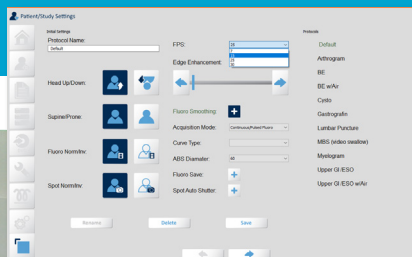 Patient/Study Settings
Initial Settings
Protocol Name:
Default
FPS:
Edge Enhancement:
Head Up/Down:
Supine/Prone
Fluoro Smoothing:
Acquisition Mode:
Continuous/Pulsed Fluoro
Curve Type:
Fluoro Norm/Inv:
ABS Diamater:
All
Fluoro Save:
Spot Norm/Inv:
Spot Auto Shutter:
Rename
Delete
Save
Protocols
Default
Arthrogram
BE
BE w/Air
Cysto
Gastrografin
Lumbar Puncture
MBS (video swallow)
Myelogram
Upper GI /ESO
Upper GI /ESO w/Air